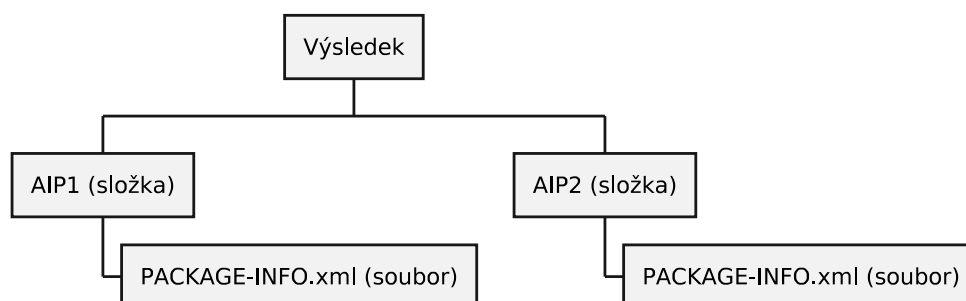 Výsledek
AIP1 (složka)
AIP2 (složka)
PACKAGE-INFO.xml (soubor)
PACKAGE-INFO.xml (soubor)